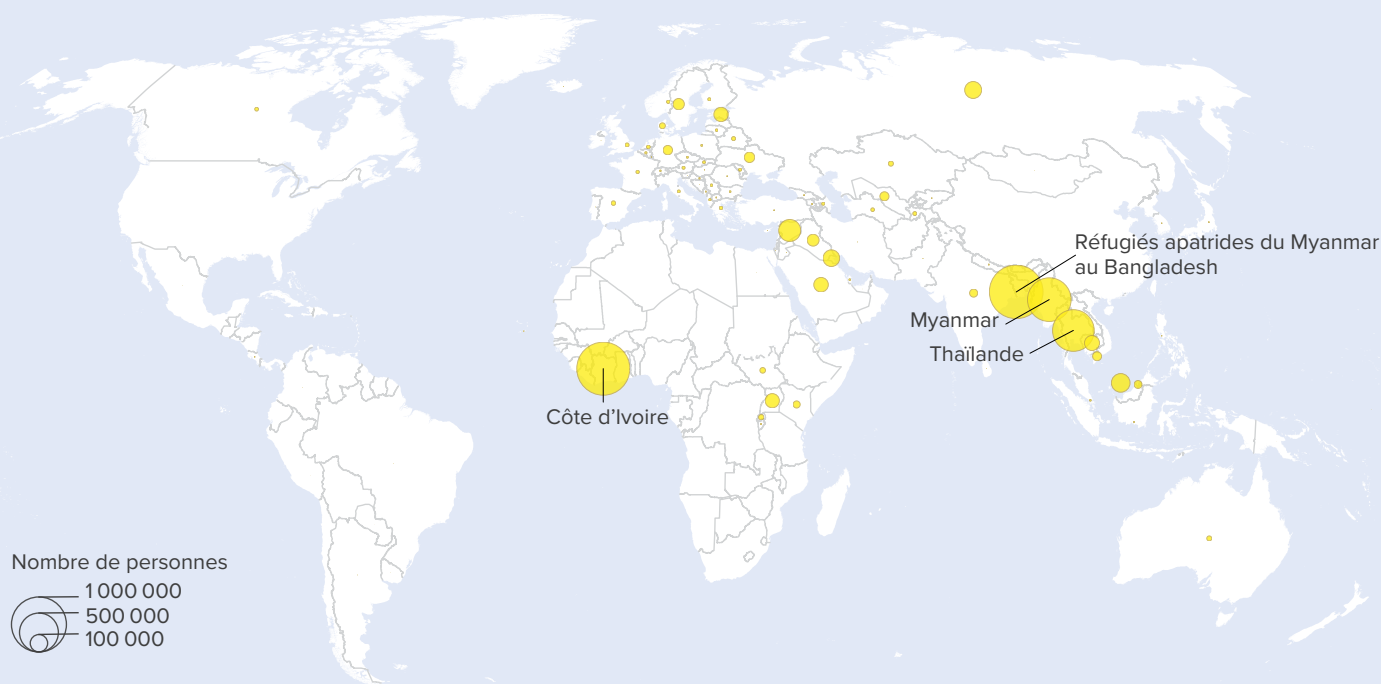 Réfugiés apatrides du Myanmar
au Bangladesh
Myanmar
Thaïlande
Côte d’Ivoire
Nombre de personnes
1 000 000
500 000
100 000